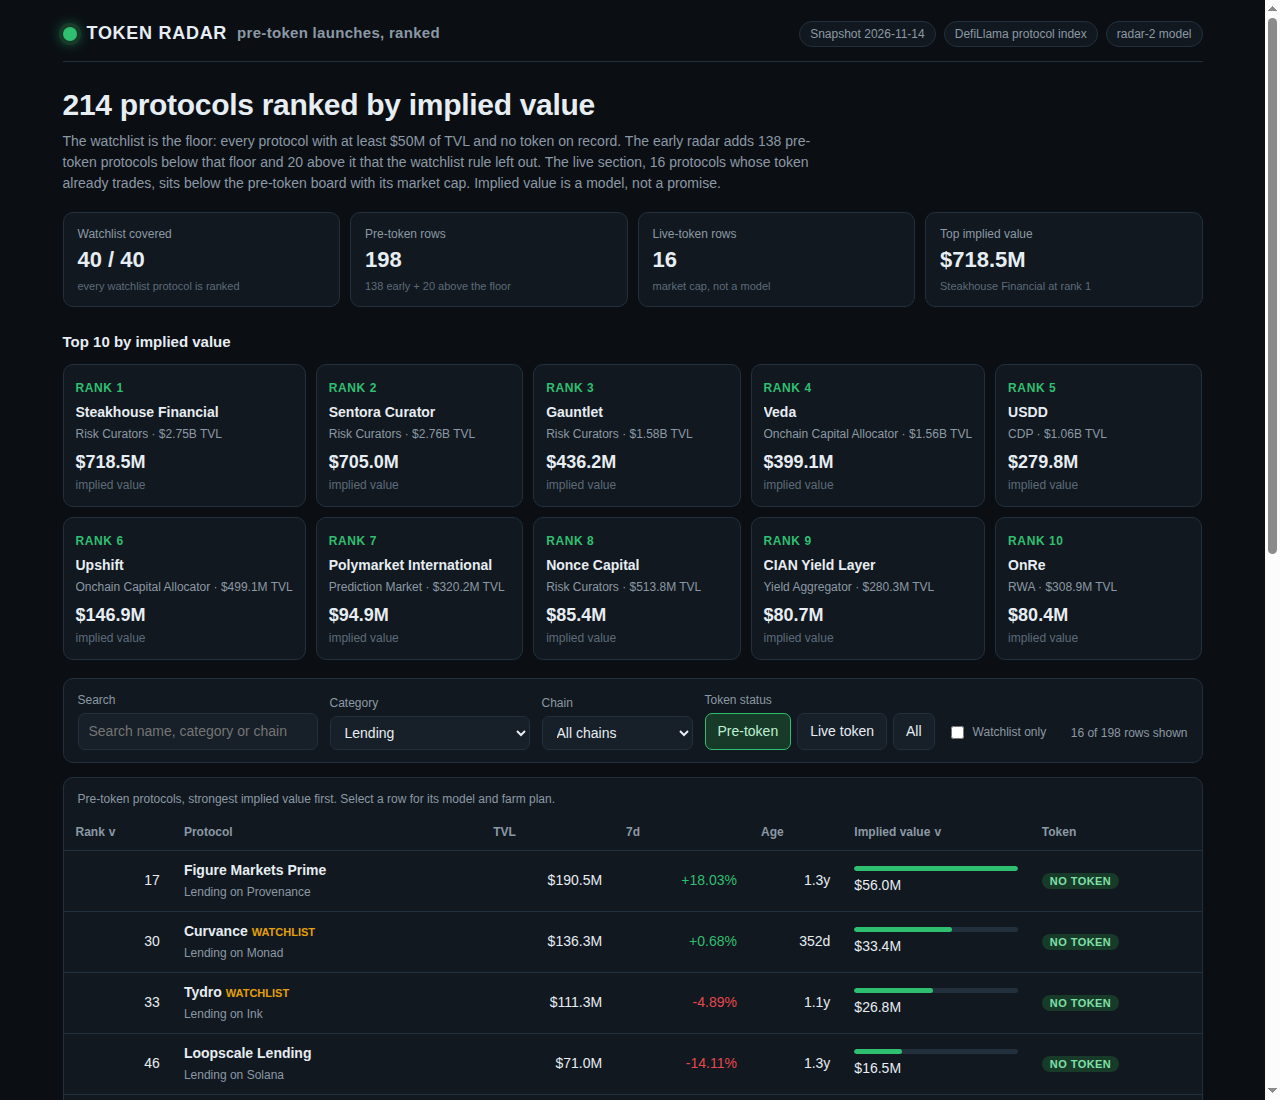 TOKEN RADAR pre-token launches, ranked
Snapshot 2026-11-14 DefiLlama protocol index radar-2 model
214 protocols ranked by implied value
The watchlist is the floor: every protocol with at least $50M of TVL and no token on record. The early radar adds 138 pre-
token protocols below that floor and 20 above it that the watchlist rule left out. The live section, 16 protocols whose token
already trades, sits below the pre-token board with its market cap. Implied value is a model, not a promise.
Watchlist covered
40 / 40
every watchlist protocol is ranked
Pre-token rows
198
138 early + 20 above the floor
Live-token rows
16
market cap, not a model
Top implied value
$718.5M
Steakhouse Financial at rank 1
Top 10 by implied value
RANK 1
Steakhouse Financial
Risk Curators · $2.75B TVL
$718.5M
implied value
RANK 2
Sentora Curator
Risk Curators · $2.76B TVL
$705.0M
implied value
RANK 3
Gauntlet
Risk Curators · $1.58B TVL
$436.2M
implied value
RANK 4
Veda
Onchain Capital Allocator · $1.56B TVL
$399.1M
implied value
RANK 5
USDD
CDP · $1.06B TVL
$279.8M
implied value
RANK 6
Upshift
Onchain Capital Allocator · $499.1M TVL
$146.9M
implied value
RANK 7
Polymarket International
Prediction Market · $320.2M TVL
$94.9M
implied value
RANK 8
Nonce Capital
Risk Curators · $513.8M TVL
$85.4M
implied value
RANK 9
CIAN Yield Layer
Yield Aggregator · $280.3M TVL
$80.7M
implied value
RANK 10
OnRe
RWA · $308.9M TVL
$80.4M
implied value
Search
Search name, category or chain
Category
Lending
Chain
All chains
Token status
Pre-token Live token All
Watchlist only
16 of 198 rows shown
Pre-token protocols, strongest implied value first. Select a row for its model and farm plan.
Rank v Protocol TVL 7d Age Implied value v Token
17 Figure Markets Prime $190.5M +18.03% 1.3y $56.0M NO TOKEN
Lending on Provenance
30 Curvance WATCHLIST $136.3M +0.68% 352d $33.4M NO TOKEN
Lending on Monad
33 Tydro WATCHLIST $111.3M -4.89% 1.1y $26.8M NO TOKEN
Lending on Ink
46 Loopscale Lending $71.0M -14.11% 1.3y $16.5M NO TOKEN
Lending on Solana